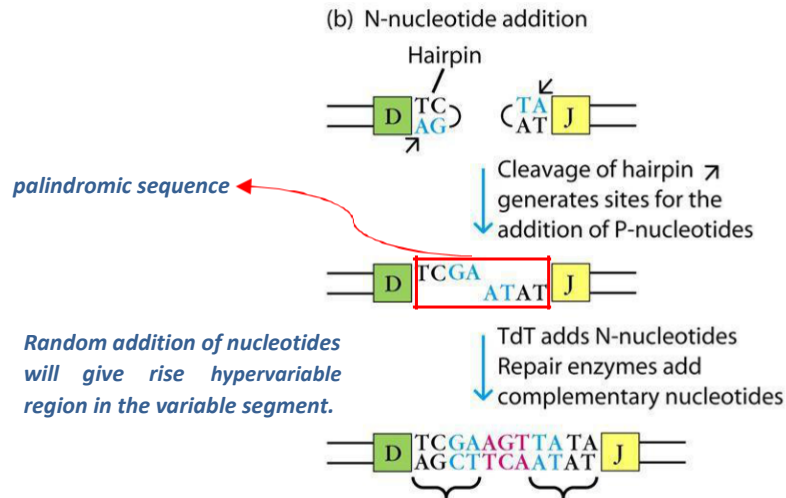 (b) N-nucleotide addition
Hairpin
D TC TA J
AG AT
palindromic sequence
Cleavage of hairpin
generates sites for the
addition of P-nucleotides
D TCGA J
ATAT
Random addition of nucleotides
will give rise hypervariable
region in the variable segment.
TdT adds N-nucleotides
Repair enzymes add
complementary nucleotides
D TCGAAGTTATA J
AGCTTCAATAT